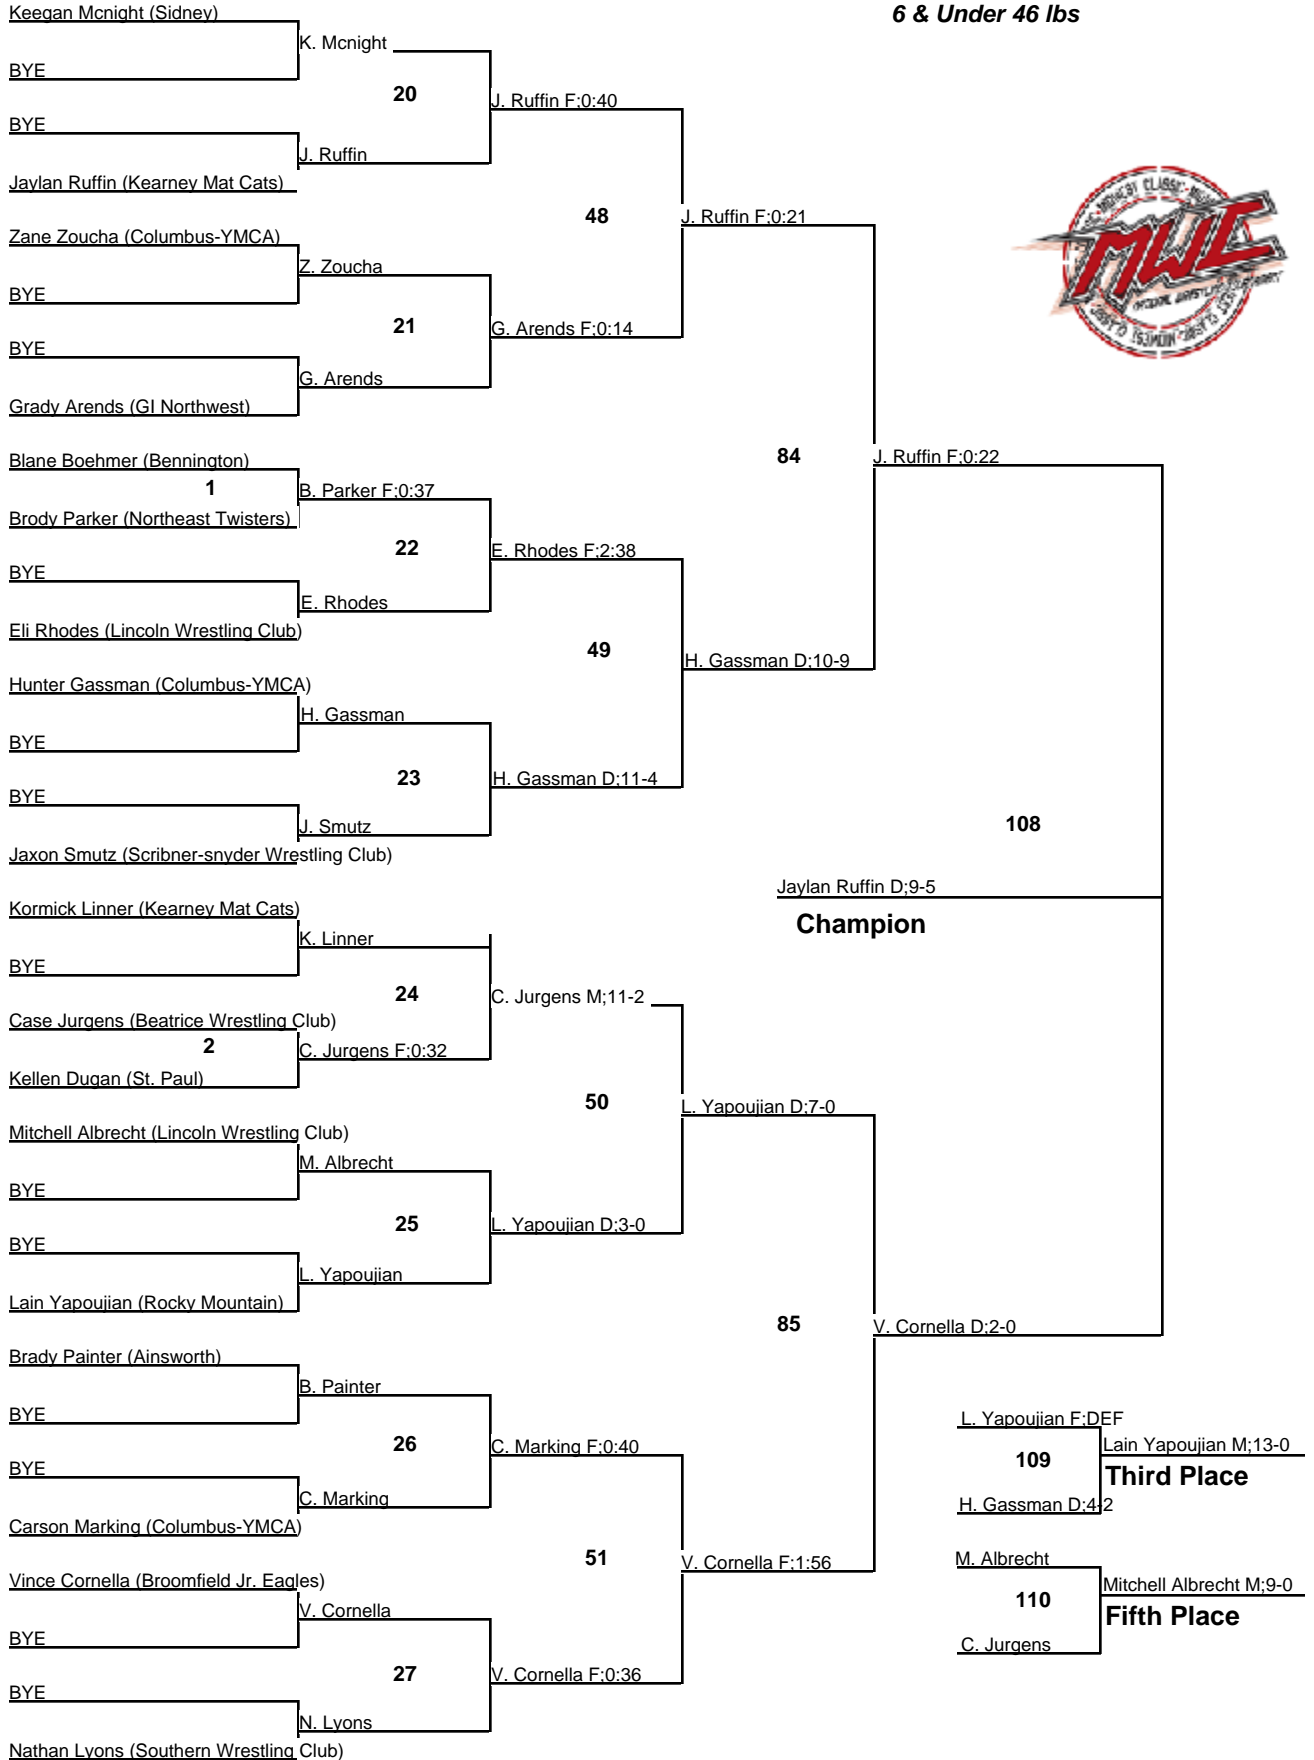 6 & Under 46 lbs
Keegan Mcnight (Sidney)
K. Mcnight
BYE
20
J. Ruffin F;0:40
BYE
J. Ruffin
Jaylan Ruffin (Kearney Mat Cats)
48
J. Ruffin F;0:21
Zane Zoucha (Columbus-YMCA)
Z. Zoucha
BYE
21
G. Arends F;0:14
BYE
G. Arends
Grady Arends (GI Northwest)
MWC
84
J. Ruffin F;0:22
Blane Boehmer (Bennington)
1
B. Parker F;0:37
Brody Parker (Northeast Twisters)
22
E. Rhodes F;2:38
BYE
E. Rhodes
Eli Rhodes (Lincoln Wrestling Club)
49
H. Gassman D;10-9
Hunter Gassman (Columbus-YMCA)
H. Gassman
BYE
23
H. Gassman D;11-4
BYE
J. Smutz
Jaxon Smutz (Scribner-snyder Wrestling Club)
108
Jaylan Ruffin D;9-5
Champion
Kormick Linner (Kearney Mat Cats)
K. Linner
BYE
24
C. Jurgens M;11-2
Case Jurgens (Beatrice Wrestling Club)
2
C. Jurgens F;0:32
Kellen Dugan (St. Paul)
50
L. Yapoujian D;7-0
Mitchell Albrecht (Lincoln Wrestling Club)
M. Albrecht
BYE
25
L. Yapoujian D;3-0
BYE
L. Yapoujian
Lain Yapoujian (Rocky Mountain)
85
V. Cornella D;2-0
Brady Painter (Ainsworth)
B. Painter
BYE
26
C. Marking F;0:40
BYE
C. Marking
Carson Marking (Columbus-YMCA)
51
V. Cornella F;1:56
Vince Cornella (Broomfield Jr. Eagles)
V. Cornella
BYE
27
V. Cornella F;0:36
BYE
N. Lyons
Nathan Lyons (Southern Wrestling Club)
L. Yapoujian F;DEF
109
Lain Yapoujian M;13-0
Third Place
H. Gassman D;4-2
M. Albrecht
110
Mitchell Albrecht M;9-0
Fifth Place
C. Jurgens